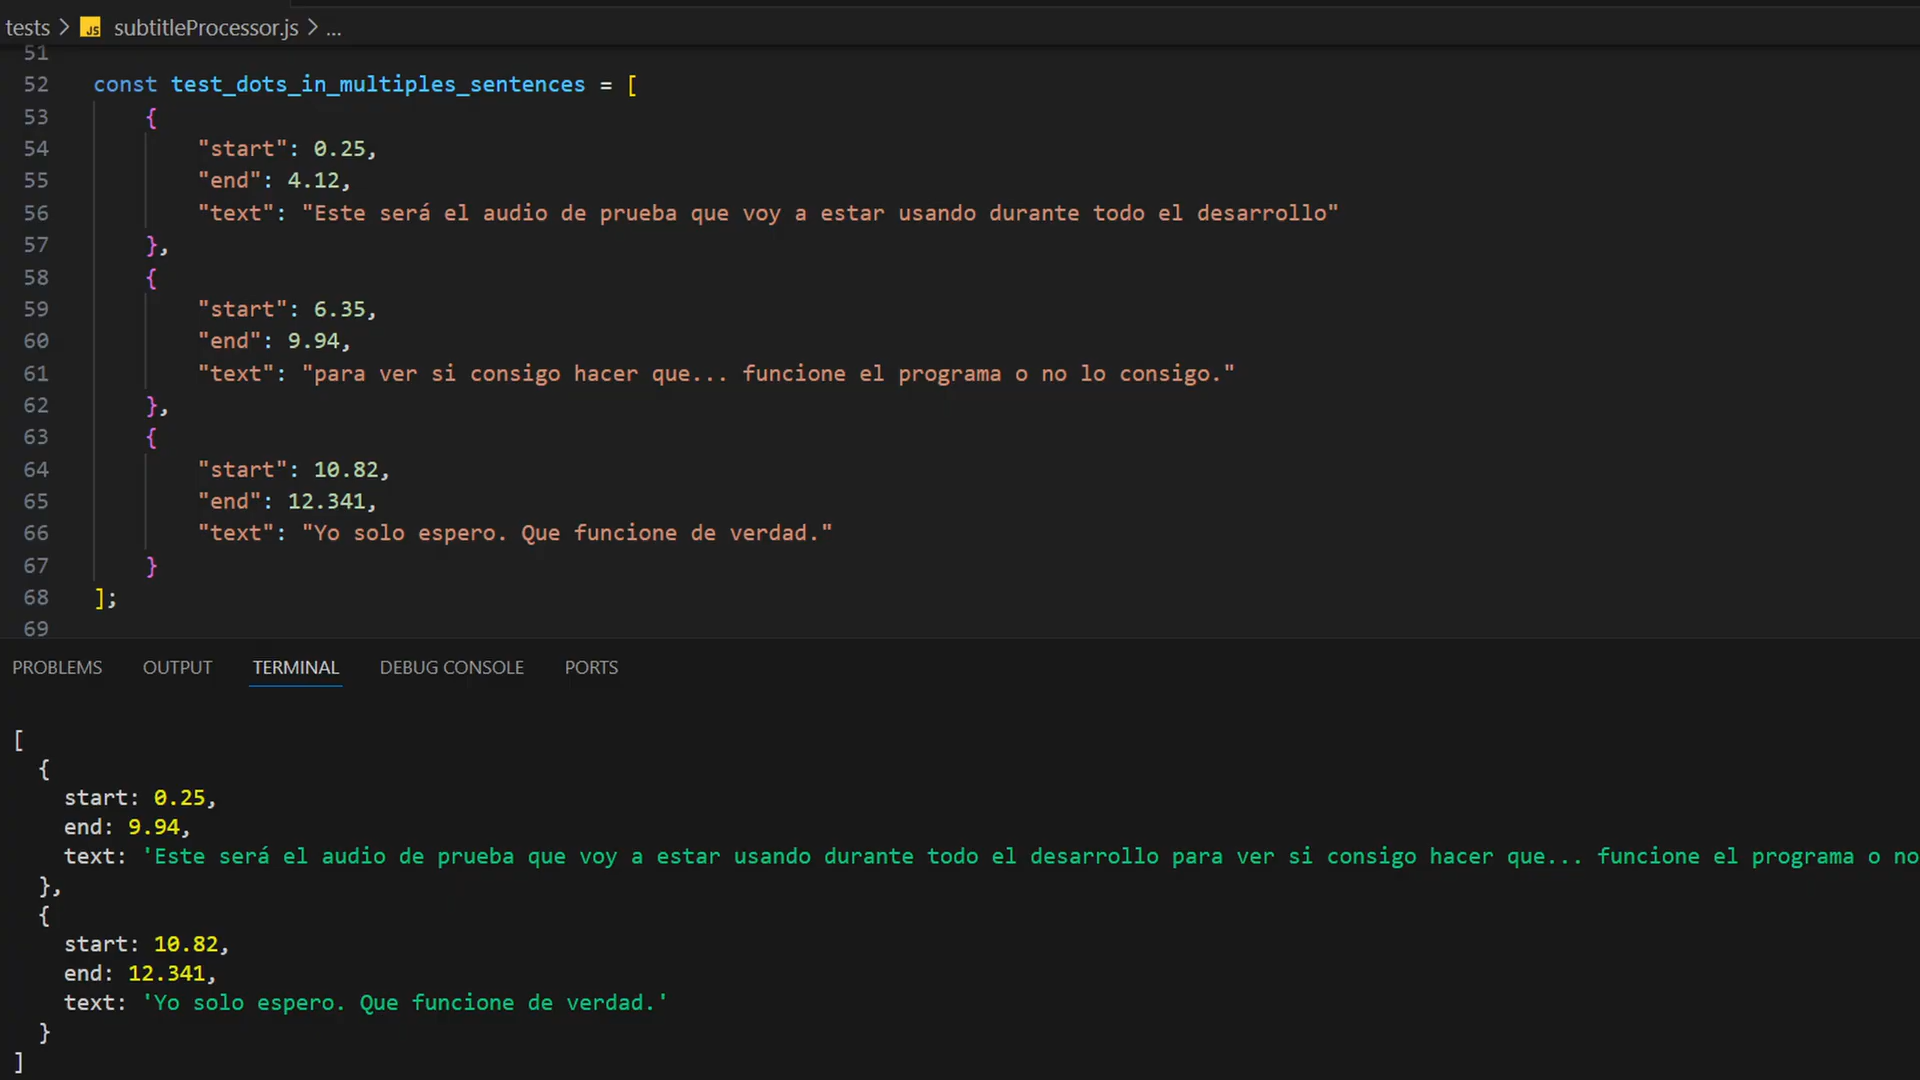 tests > JS subtitleProcessor.js > ...
51
52 const test_dots_in_multiples_sentences = [
53 {
54 "start": 0.25,
55 "end": 4.12,
56 "text": "Este será el audio de prueba que voy a estar usando durante todo el desarrollo"
57 },
58 {
59 "start": 6.35,
60 "end": 9.94,
61 "text": "para ver si consigo hacer que... funcione el programa o no lo consigo."
62 },
63 {
64 "start": 10.82,
65 "end": 12.341,
66 "text": "Yo solo espero. Que funcione de verdad."
67 }
68 ];
69
PROBLEMS OUTPUT TERMINAL DEBUG CONSOLE PORTS
[
{
start: 0.25,
end: 9.94,
text: 'Este será el audio de prueba que voy a estar usando durante todo el desarrollo para ver si consigo hacer que... funcione el programa o no
},
{
start: 10.82,
end: 12.341,
text: 'Yo solo espero. Que funcione de verdad.'
}
]